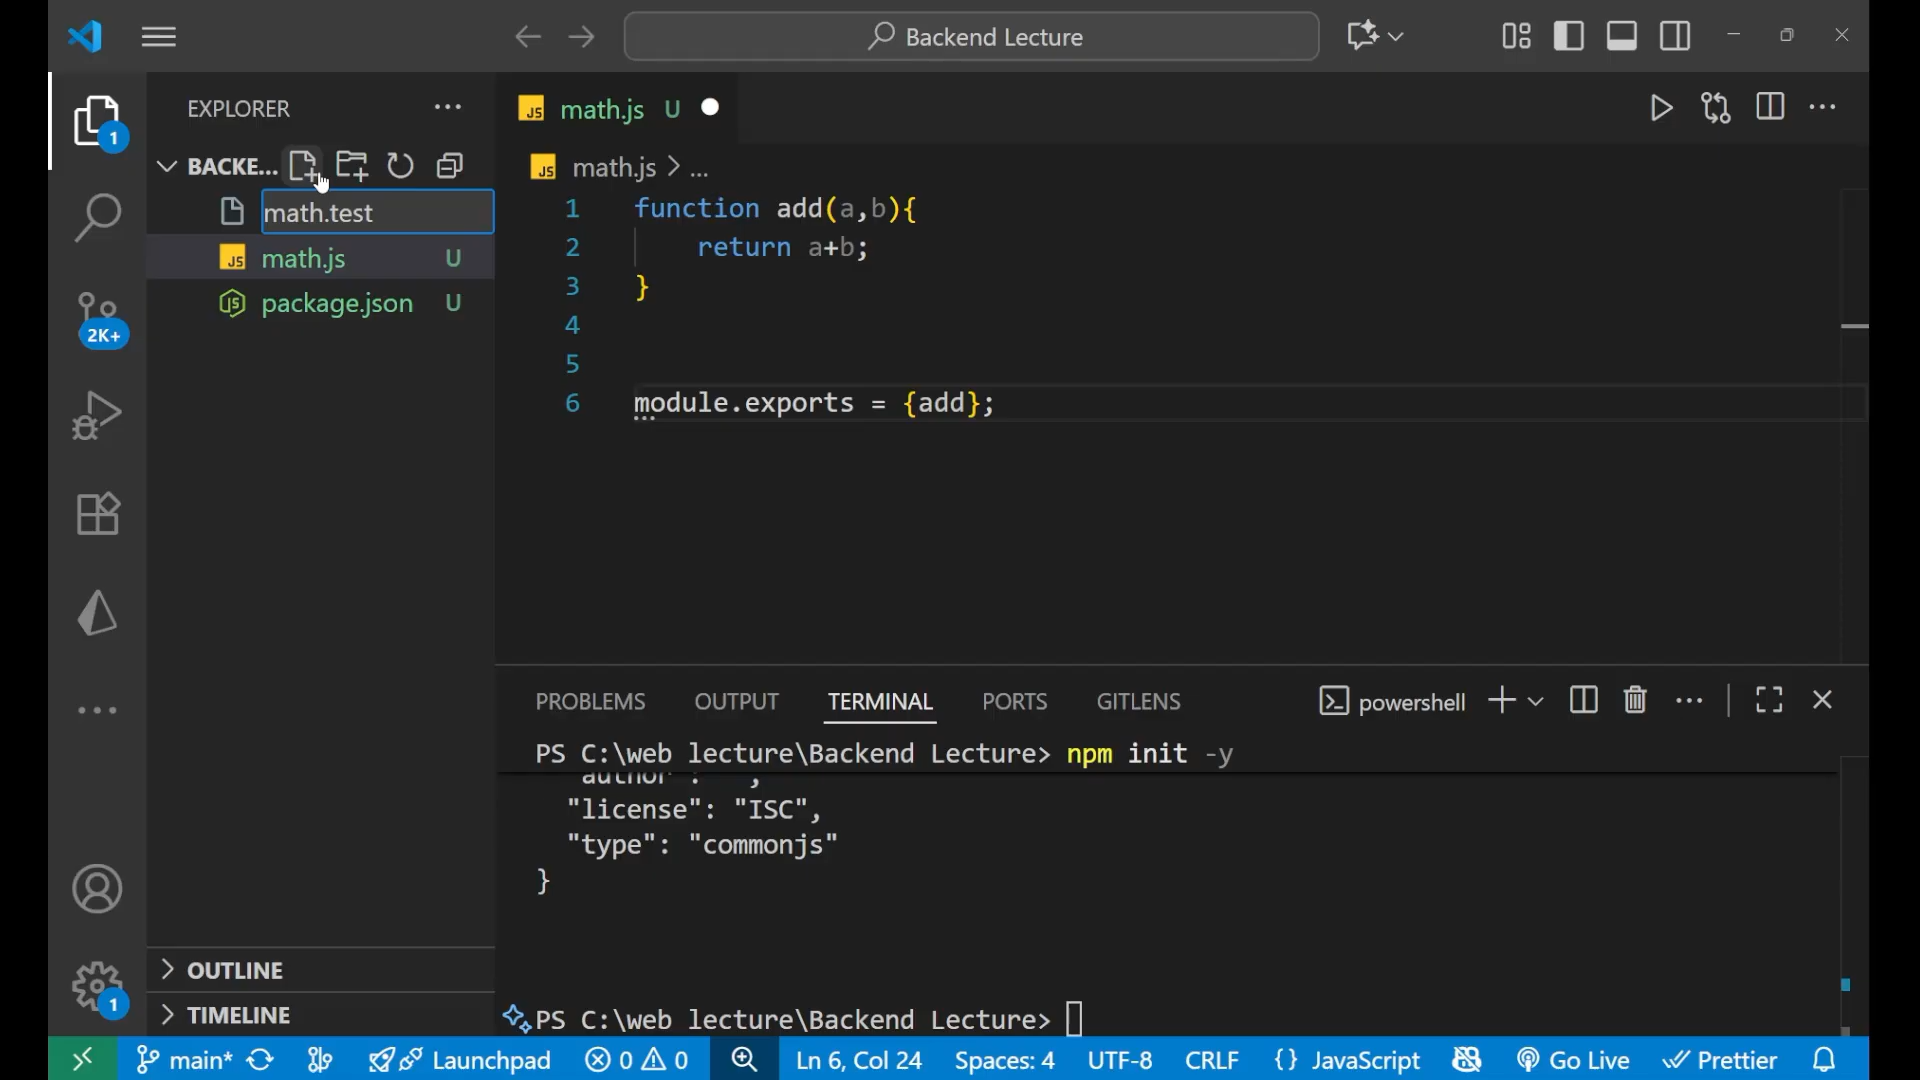 Backend Lecture
EXPLORER
1
BACKE...
math.test
math.js U
package.json U
2K+
1
OUTLINE
TIMELINE
JS math.js U
JS math.js > ...
1 function add(a,b){
2 return a+b;
3 }
4
5
6 module.exports = {add};
PROBLEMS OUTPUT TERMINAL PORTS GITLENS
powershell
PS C:\web lecture\Backend Lecture> npm init -y
"license": "ISC",
"type": "commonjs"
}
PS C:\web lecture\Backend Lecture>
main* Launchpad 0 0 Ln 6, Col 24 Spaces: 4 UTF-8 CRLF {} JavaScript Go Live Prettier